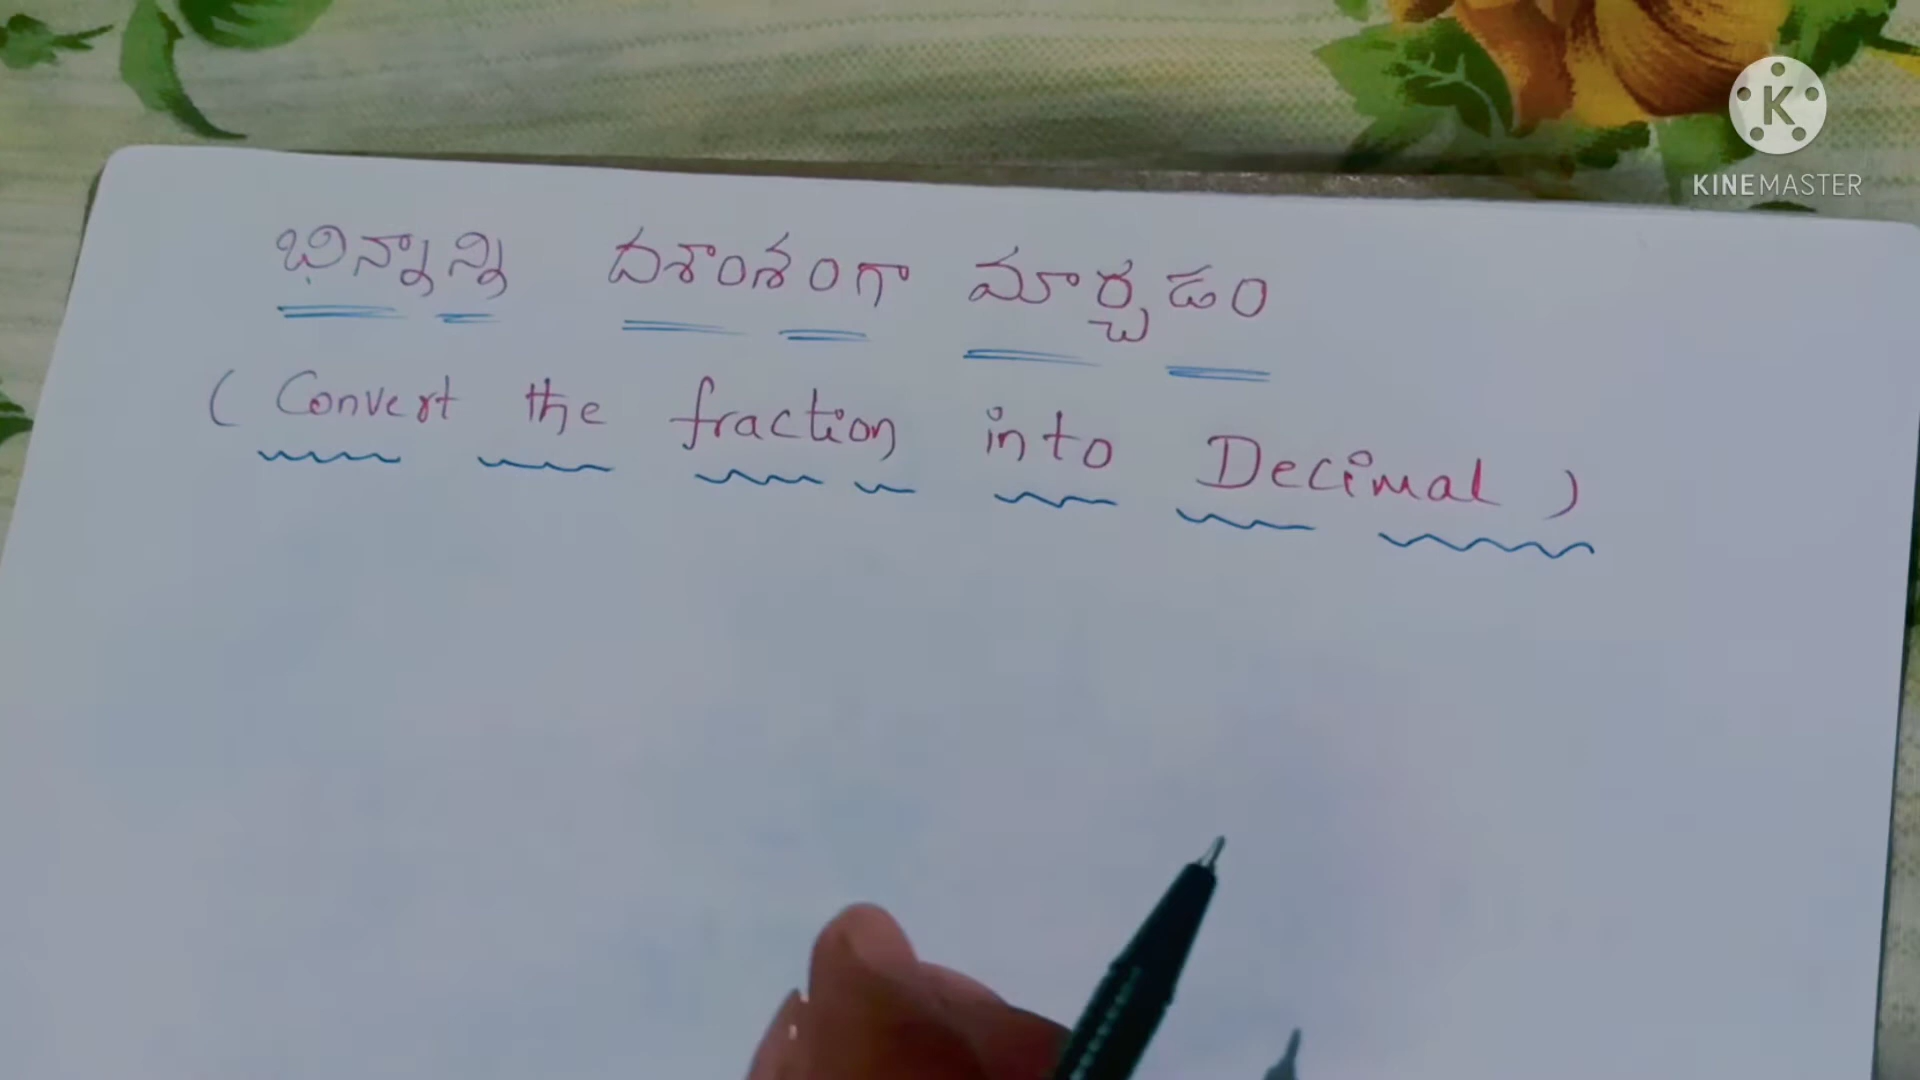 K
KINEMASTER
భిన్నాన్ని దశాంశంగా మార్చడం
( Convert the fraction into Decimal )